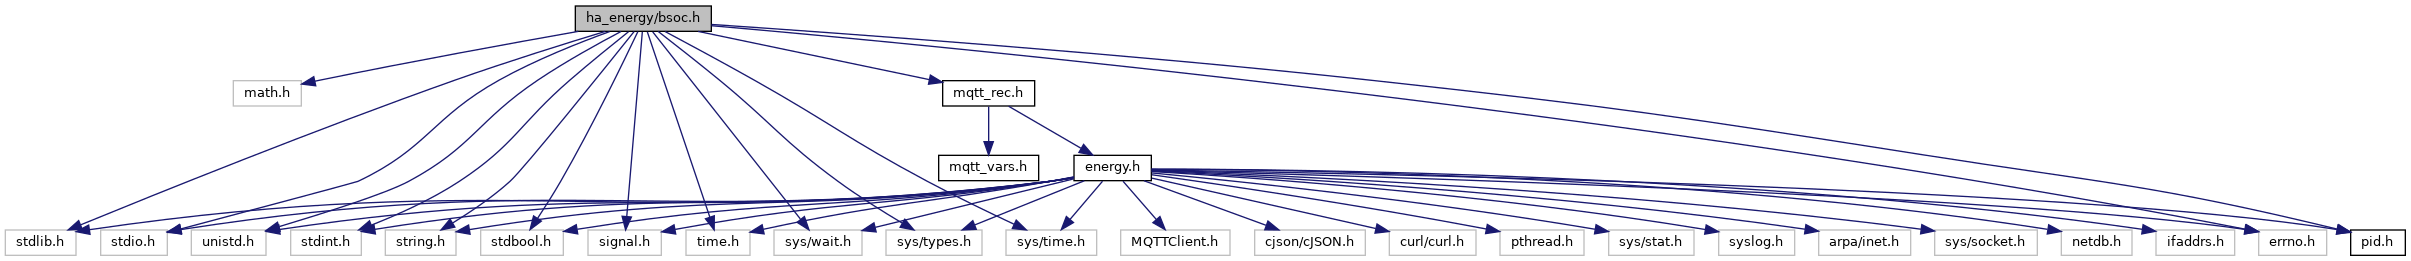 ha_energy/bsoc.h
math.h
mqtt_rec.h
mqtt_vars.h
energy.h
stdlib.h
stdio.h
unistd.h
stdint.h
string.h
stdbool.h
signal.h
time.h
sys/wait.h
sys/types.h
sys/time.h
MQTTClient.h
cjson/cJSON.h
curl/curl.h
pthread.h
sys/stat.h
syslog.h
arpa/inet.h
sys/socket.h
netdb.h
ifaddrs.h
errno.h
pid.h